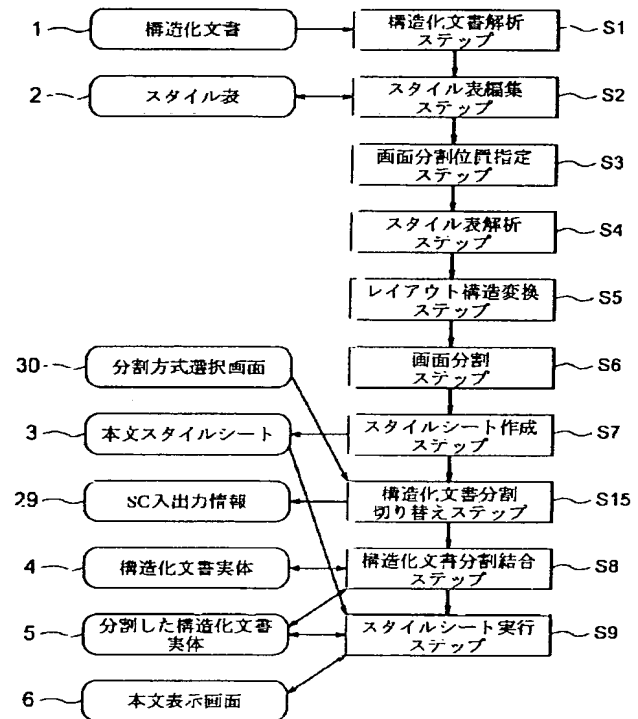 1 構造化文書
構造化文書解析
ステップ S1
2 スタイル表
スタイル表編集
ステップ S2
画面分割位置指定
ステップ S3
スタイル表解析
ステップ S4
レイアウト構造変換
ステップ S5
30 分割方式選択画面
画面分割
ステップ S6
3 本文スタイルシート
スタイルシート作成
ステップ S7
29 SC入出力情報
構造化文書分割
切り替えステップ S15
4 構造化文書実体
構造化文書分割結合
ステップ S8
5 分割した構造化文書
実体
スタイルシート実行
ステップ S9
6 本文表示画面